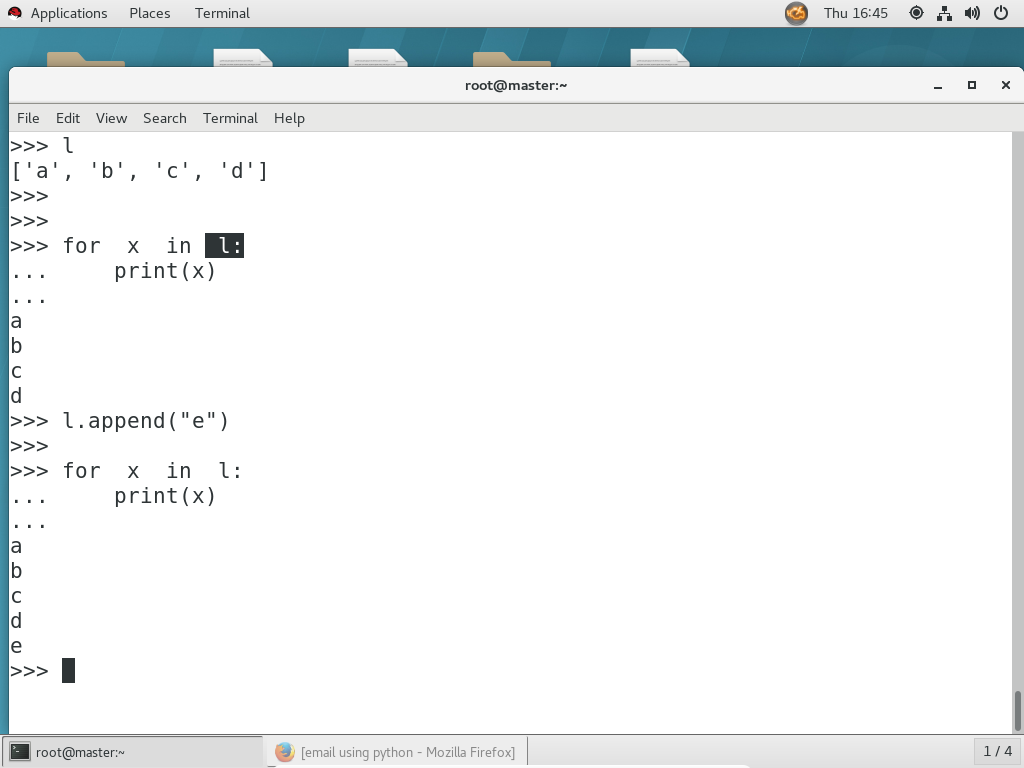 Applications Places Terminal Thu 16:45
root@master:~
File Edit View Search Terminal Help
>>> l
['a', 'b', 'c', 'd']
>>>
>>>
>>> for  x  in  l:
...     print(x)
...
a
b
c
d
>>> l.append("e")
>>>
>>> for  x  in  l:
...     print(x)
...
a
b
c
d
e
>>>
root@master:~ [email using python - Mozilla Firefox] 1 / 4